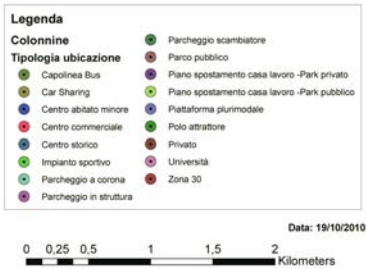 Legenda
Colonnine
Tipologia ubicazione
Capolinea Bus
Car Sharing
Centro abitato minore
Centro commerciale
Centro storico
Impianto sportivo
Parcheggio a corona
Parcheggio in struttura
Parcheggio scambiatore
Parco pubblico
Piano spostamento casa lavoro -Park privato
Piano spostamento casa lavoro -Park pubblico
Piattaforma plurimodale
Polo attrattore
Privato
Università
Zona 30
Data: 19/10/2010
0 0,25 0,5 1 1,5 2
Kilometers